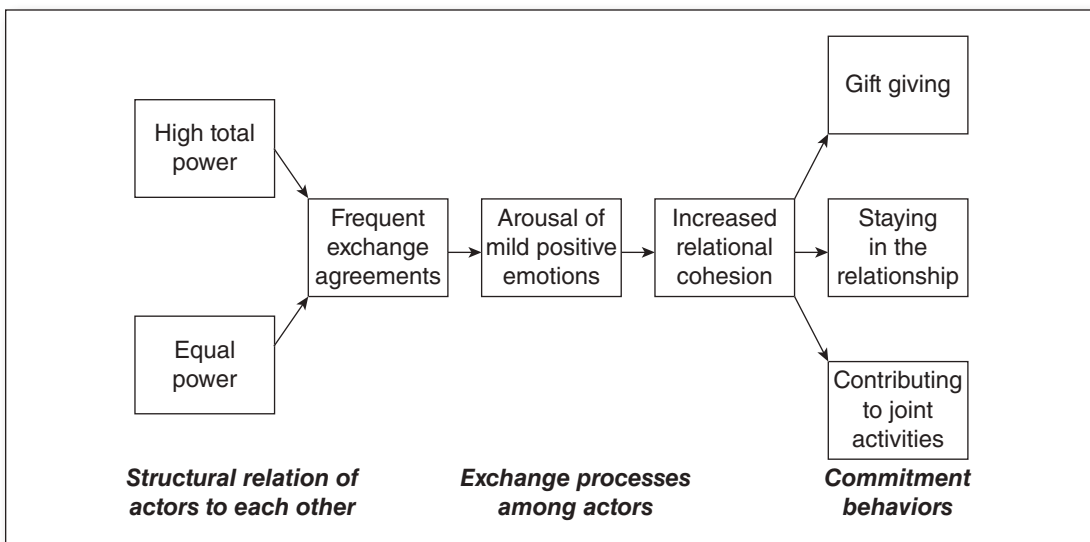 High total
power
Equal
power
Frequent
exchange
agreements
Arousal of
mild positive
emotions
Increased
relational
cohesion
Gift giving
Staying
in the
relationship
Contributing
to joint
activities
Structural relation of
actors to each other
Exchange processes
among actors
Commitment
behaviors